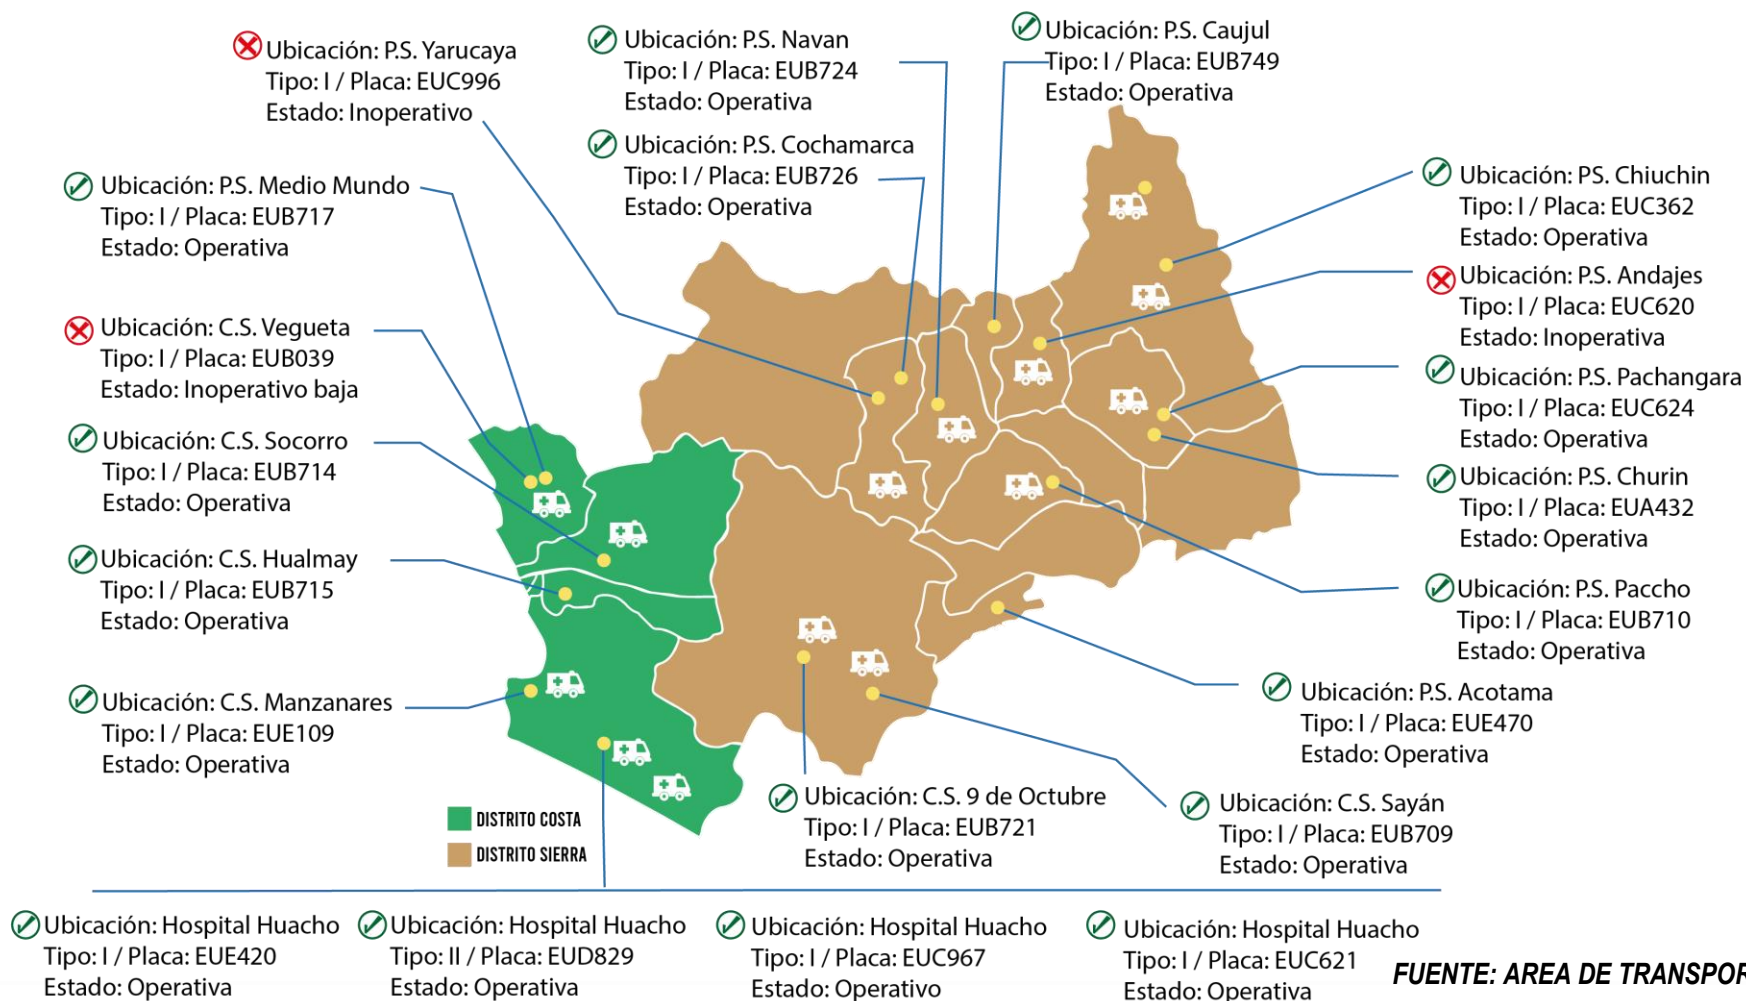 Ubicación: P.S. Yarucaya
Tipo: I / Placa: EUC996
Estado: Inoperativo
Ubicación: P.S. Navan
Tipo: I / Placa: EUB724
Estado: Operativa
Ubicación: P.S. Caujul
Tipo: I / Placa: EUB749
Estado: Operativa
Ubicación: P.S. Cochamarca
Tipo: I / Placa: EUB726
Estado: Operativa
Ubicación: P.S. Medio Mundo
Tipo: I / Placa: EUB717
Estado: Operativa
Ubicación: PS. Chiuchin
Tipo: I / Placa: EUC362
Estado: Operativa
Ubicación: P.S. Andajes
Tipo: I / Placa: EUC620
Estado: Inoperativa
Ubicación: C.S. Vegueta
Tipo: I / Placa: EUB039
Estado: Inoperativo baja
Ubicación: P.S. Pachangara
Tipo: I / Placa: EUC624
Estado: Operativa
Ubicación: C.S. Socorro
Tipo: I / Placa: EUB714
Estado: Operativa
Ubicación: P.S. Churin
Tipo: I / Placa: EUA432
Estado: Operativa
Ubicación: C.S. Hualmay
Tipo: I / Placa: EUB715
Estado: Operativa
Ubicación: P.S. Paccho
Tipo: I / Placa: EUB710
Estado: Operativa
Ubicación: C.S. Manzanares
Tipo: I / Placa: EUE109
Estado: Operativa
Ubicación: P.S. Acotama
Tipo: I / Placa: EUE470
Estado: Operativa
Ubicación: C.S. 9 de Octubre
Tipo: I / Placa: EUB721
Estado: Operativa
Ubicación: C.S. Sayán
Tipo: I / Placa: EUB709
Estado: Operativa
DISTRITO COSTA
DISTRITO SIERRA
Ubicación: Hospital Huacho
Tipo: I / Placa: EUE420
Estado: Operativa
Ubicación: Hospital Huacho
Tipo: II / Placa: EUD829
Estado: Operativa
Ubicación: Hospital Huacho
Tipo: I / Placa: EUC967
Estado: Operativo
Ubicación: Hospital Huacho
Tipo: I / Placa: EUC621
Estado: Operativa
FUENTE: AREA DE TRANSPOR